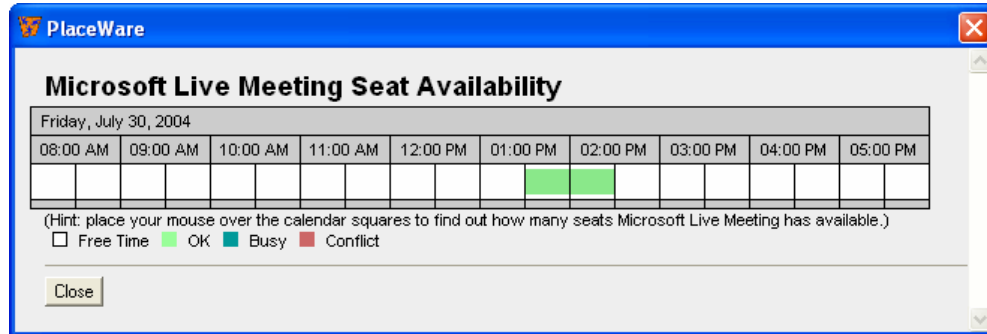 PlaceWare
Microsoft Live Meeting Seat Availability
Friday, July 30, 2004
08:00 AM 09:00 AM 10:00 AM 11:00 AM 12:00 PM 01:00 PM 02:00 PM 03:00 PM 04:00 PM 05:00 PM
(Hint: place your mouse over the calendar squares to find out how many seats Microsoft Live Meeting has available.)
Free Time OK Busy Conflict
Close